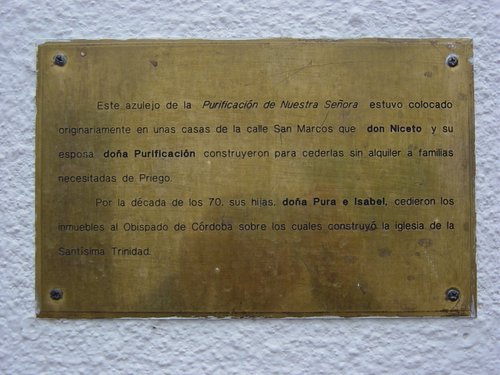 Este azulejo de la Purificación de Nuestra Señora estuvo colocado
originariamente en unas casas de la calle San Marcos que don Niceto y su
esposa doña Purificación construyeron para cederlas sin alquiler a familias
necesitadas de Priego.
Por la década de los 70, sus hijas, doña Pura e Isabel, cedieron los
inmuebles al Obispado de Córdoba sobre los cuales construyó la iglesia de la
Santísima Trinidad.